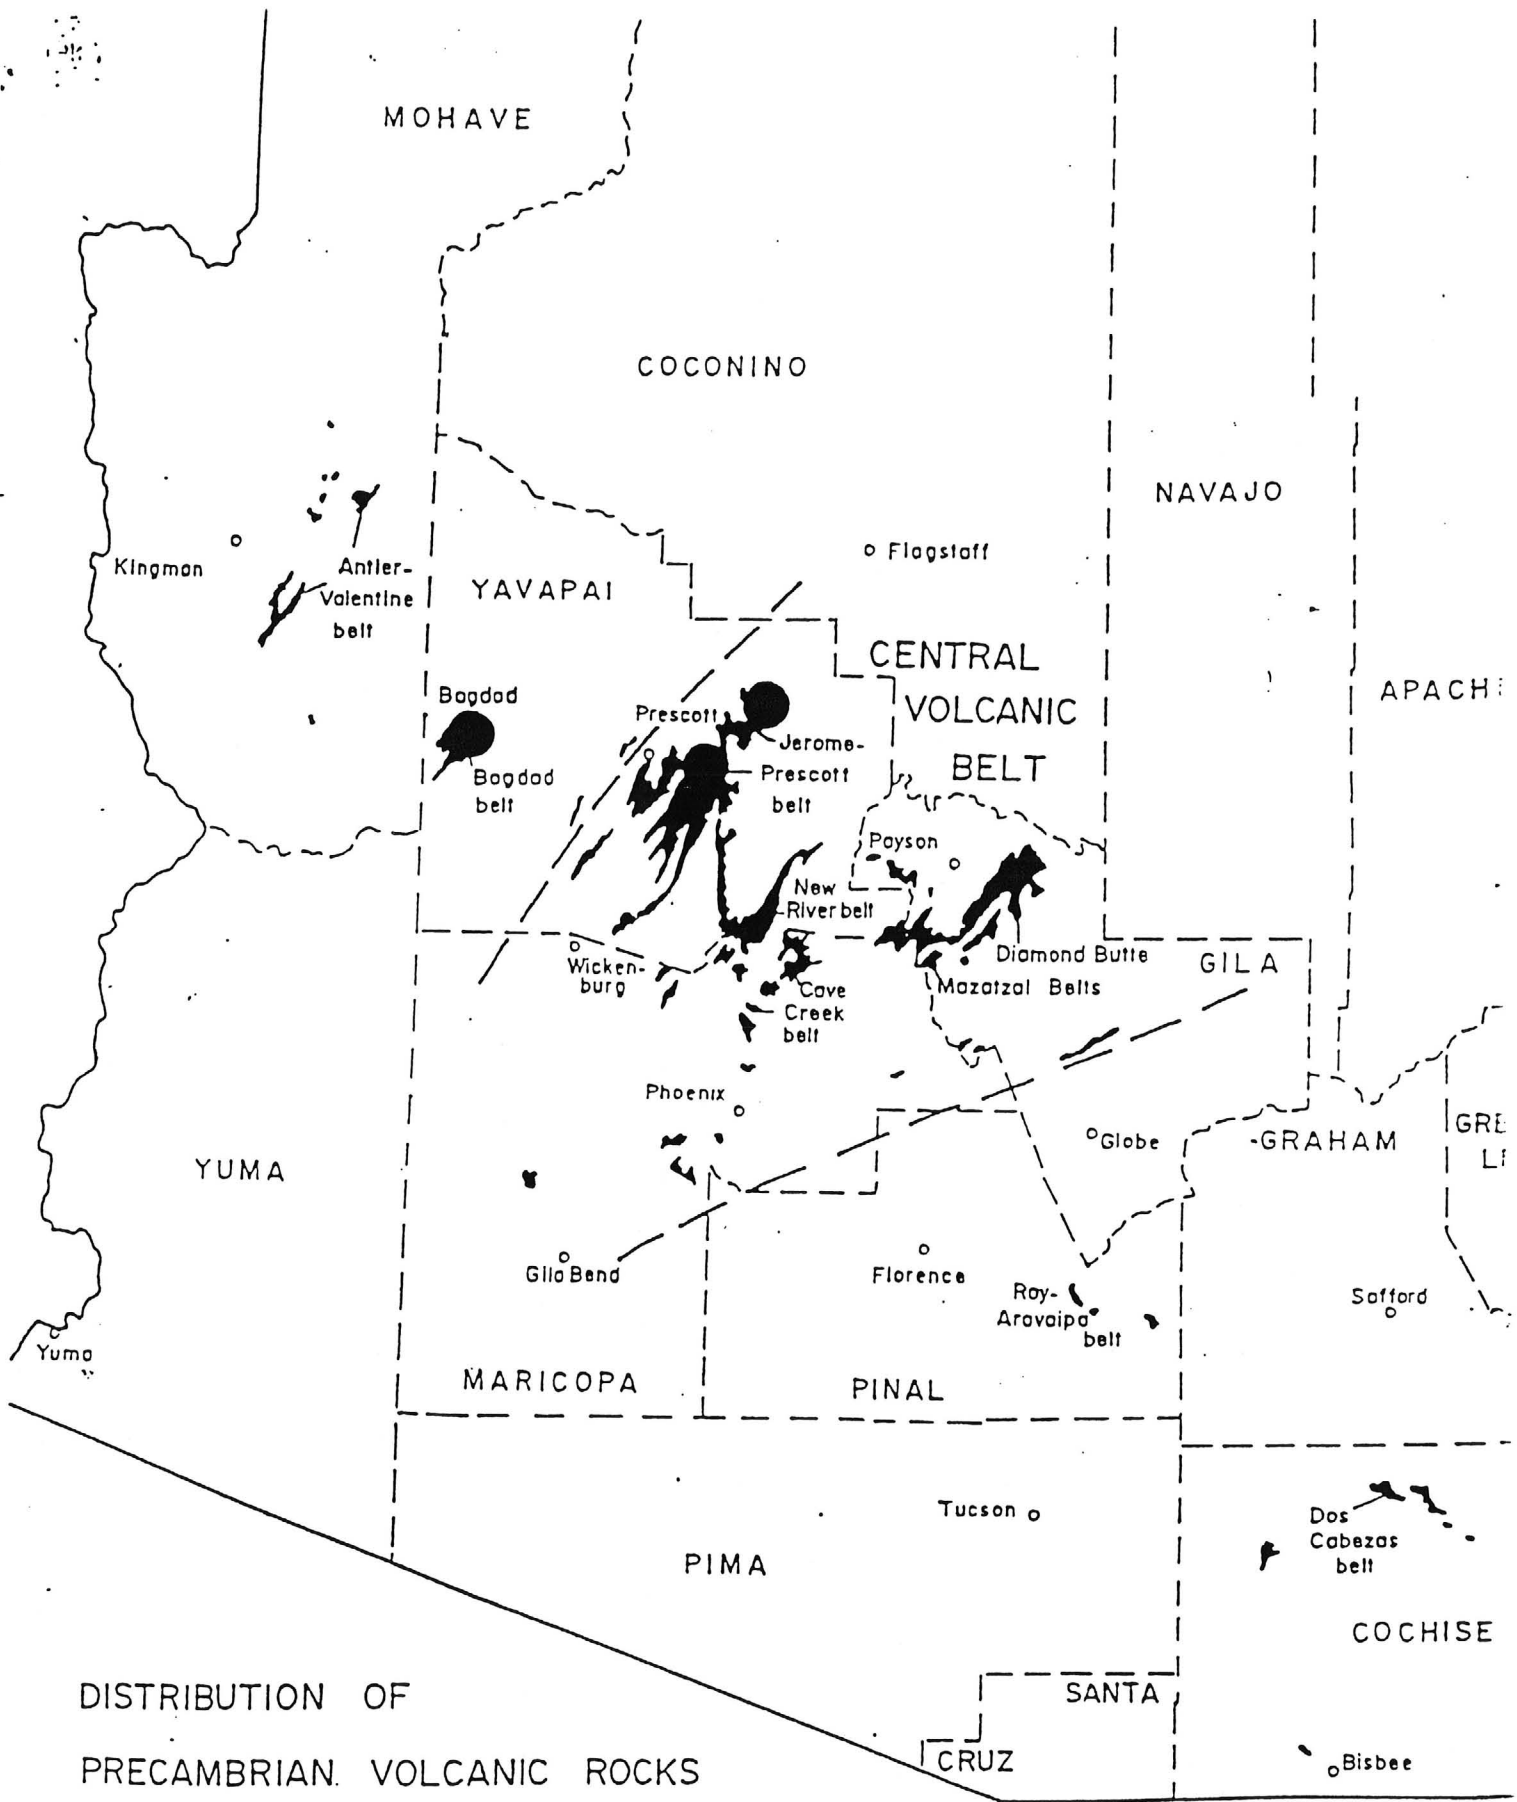 MOHAVE
COCONINO
NAVAJO
Flagstaff
Kingman
Antler-
Valentine
belt
YAVAPAI
CENTRAL
VOLCANIC
BELT
APACH
Bagdad
Bagdad
belt
Prescott
Jerome-
Prescott
belt
Payson
New
River belt
Diamond Butte
Mazatzal Belts
GILA
Wicken-
burg
Cave
Creek
belt
Phoenix
Globe
GRAHAM
GRE
YUMA
Gila Bend
Florence
Ray-
Aravaipa
belt
Safford
Yuma
MARICOPA
PINAL
Tucson
Dos
Cabezas
belt
PIMA
COCHISE
SANTA
CRUZ
Bisbee
DISTRIBUTION OF
PRECAMBRIAN. VOLCANIC ROCKS